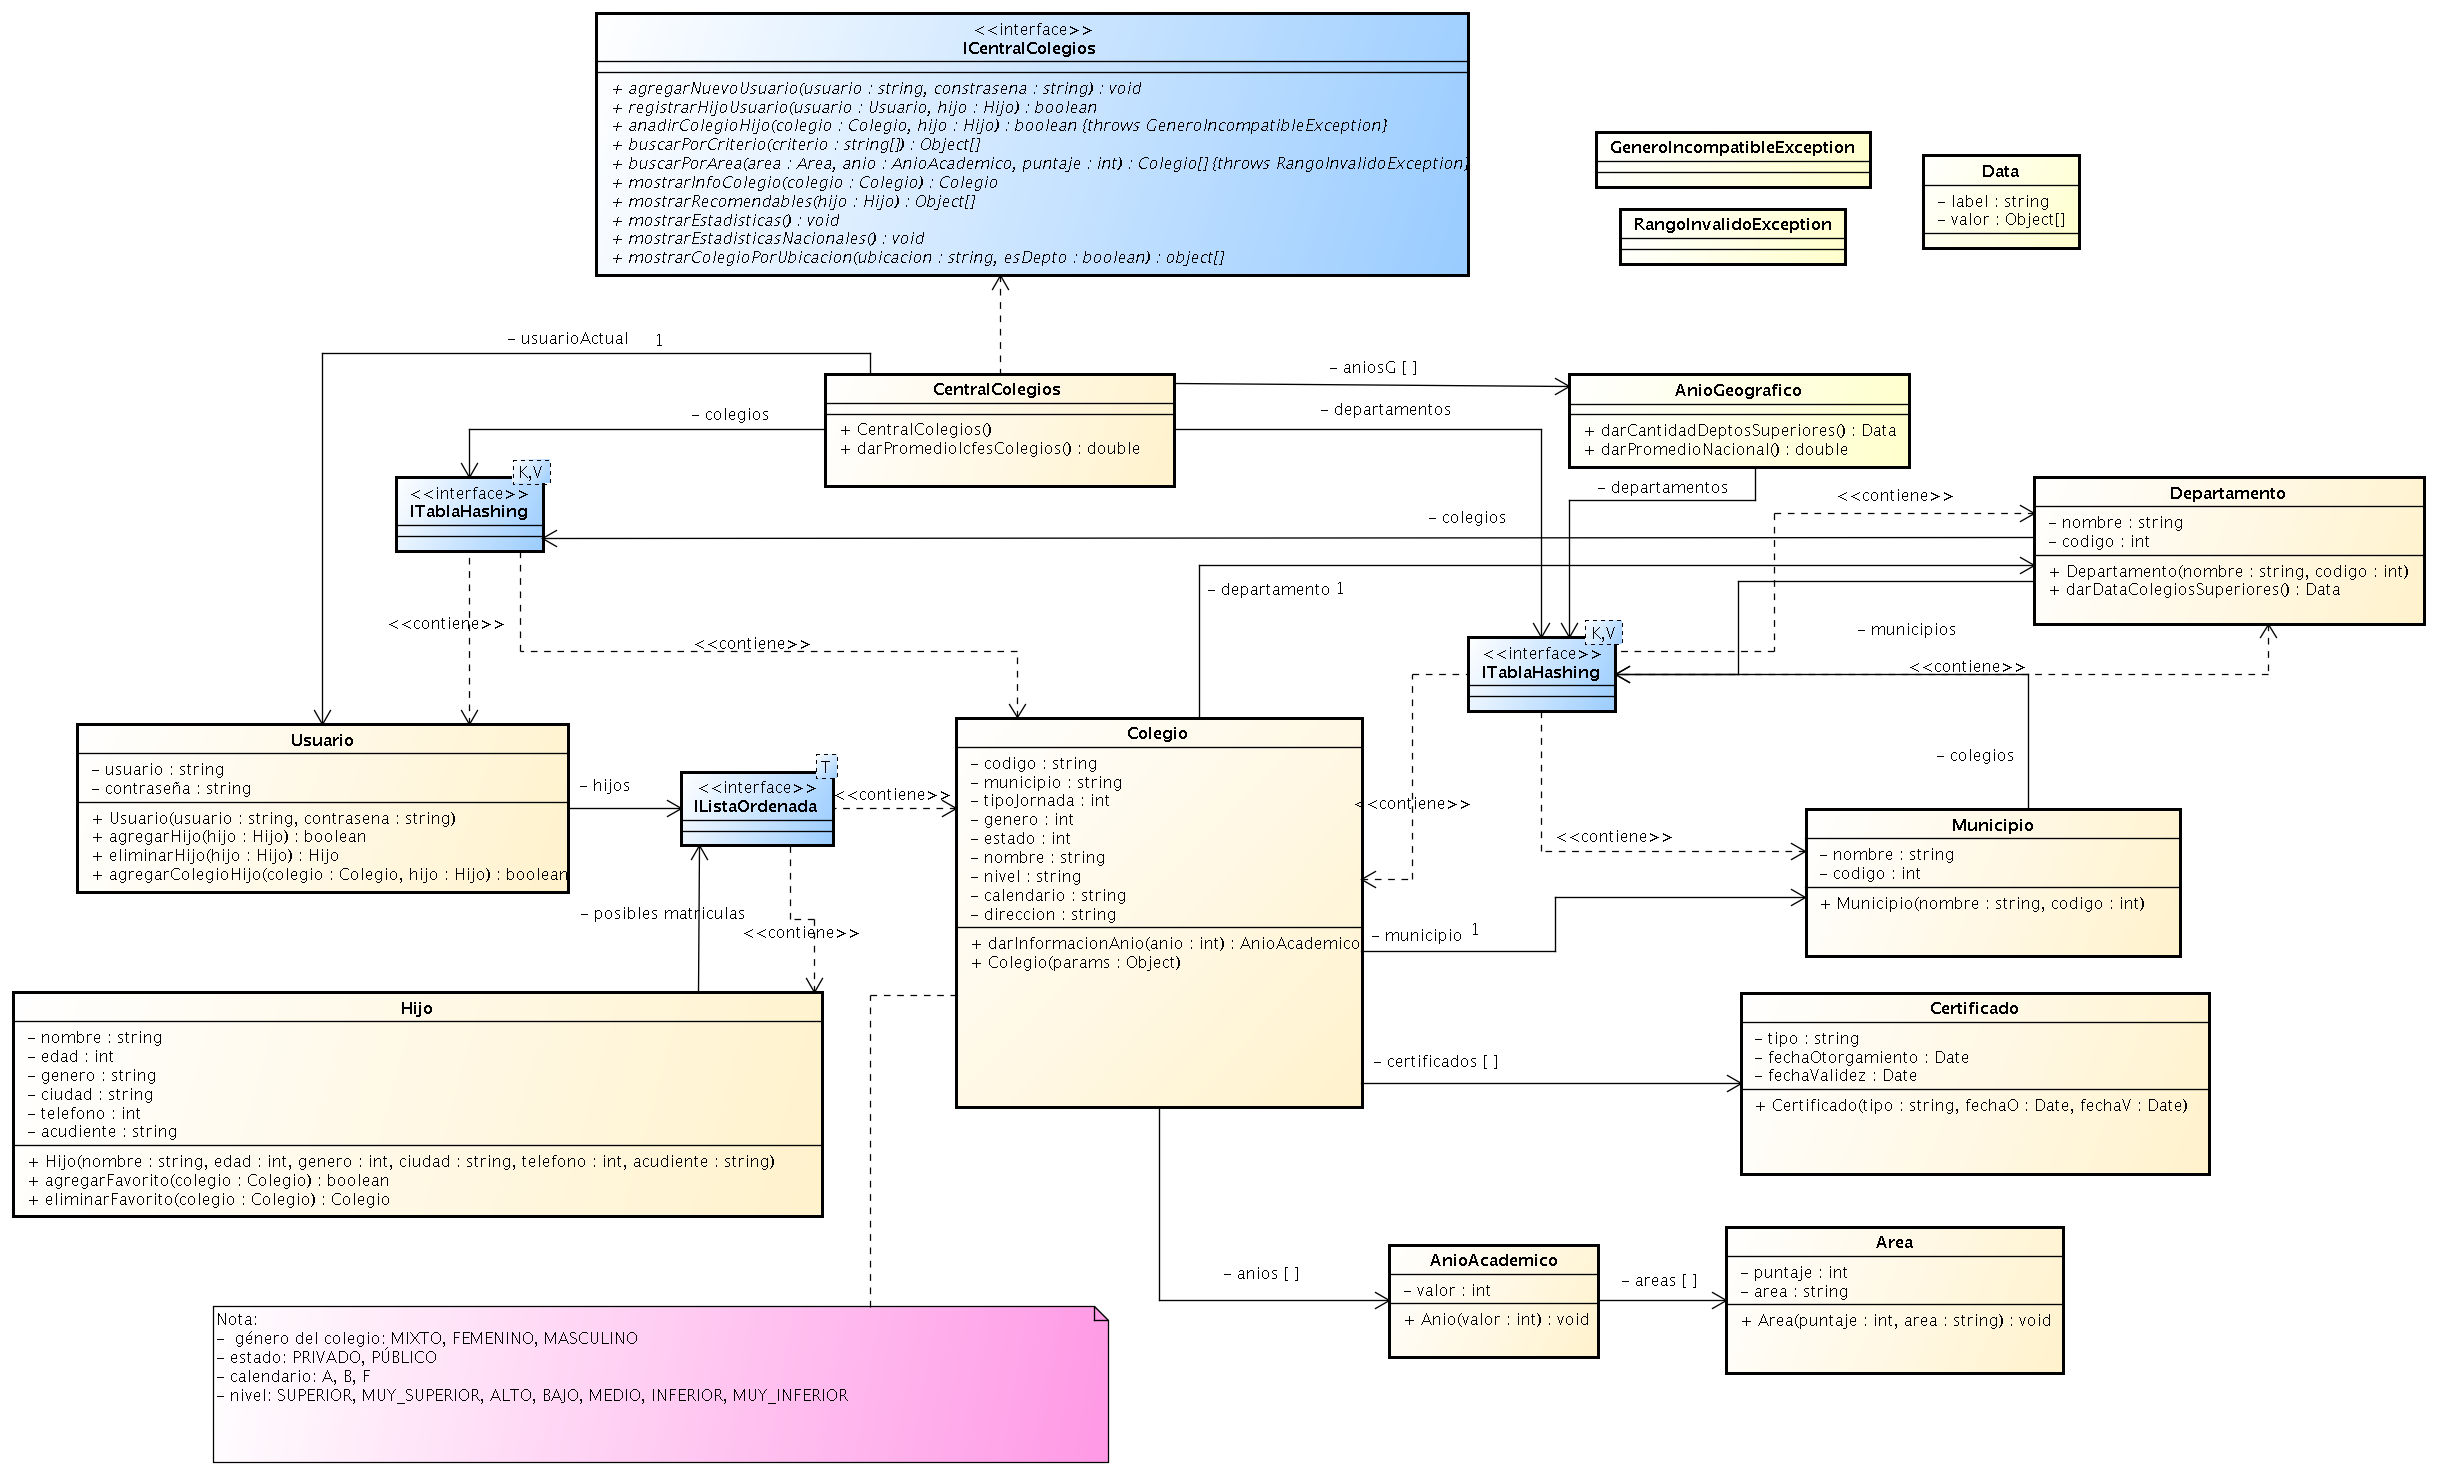 <<interface>>
ICentralColegios
+ agregarNuevoUsuario(usuario : string, constrasena : string) : void
+ registrarHijoUsuario(usuario : Usuario, hijo : Hijo) : boolean
+ anadirColegioHijo(colegio : Colegio, hijo : Hijo) : boolean {throws GeneroIncompatibleException}
+ buscarPorCriterio(criterio : string[]) : Object[]
+ buscarPorArea(area : Area, anio : AnioAcademico, puntaje : int) : Colegio[] {throws RangoInvalidoException}
+ mostrarInfoColegio(colegio : Colegio) : Colegio
+ mostrarRecomendables(hijo : Hijo) : Object[]
+ mostrarEstadisticas() : void
+ mostrarEstadisticasNacionales() : void
+ mostrarColegioPorUbicacion(ubicacion : string, esDepto : boolean) : object[]
GeneroIncompatibleException
RangoInvalidoException
Data
- label : string
- valor : Object[]
- usuarioActual
1
- colegios
CentralColegios
+ CentralColegios()
+ darPromedioIcfesColegios() : double
- aniosG [ ]
- departamentos
AnioGeografico
+ darCantidadDeptosSuperiores() : Data
+ darPromedioNacional() : double
- departamentos
<<contiene>>
- colegios
K,V
<<interface>>
ITablaHashing
Departamento
- nombre : string
- codigo : int
+ Departamento(nombre : string, codigo : int)
+ darDataColegiosSuperiores() : Data
- departamento
1
<<contiene>>
<<contiene>>
K,V
<<interface>>
ITablaHashing
- municipios
<<contiene>>
- colegios
<<contiene>>
<<contiene>>
Usuario
- usuario : string
- contraseña : string
+ Usuario(usuario : string, contrasena : string)
+ agregarHijo(hijo : Hijo) : boolean
+ eliminarHijo(hijo : Hijo) : Hijo
+ agregarColegioHijo(colegio : Colegio, hijo : Hijo) : boolean
- hijos
T
<<interface>>
IListaOrdenada
<<contiene>>
- posibles matriculas
<<contiene>>
Colegio
- codigo : string
- municipio : string
- tipoJornada : int
- genero : int
- estado : int
- nombre : string
- nivel : string
- calendario : string
- direccion : string
+ darInformacionAnio(anio : int) : AnioAcademico
+ Colegio(params : Object)
- municipio
1
Municipio
- nombre : string
- codigo : int
+ Municipio(nombre : string, codigo : int)
Hijo
- nombre : string
- edad : int
- genero : string
- ciudad : string
- telefono : int
- acudiente : string
+ Hijo(nombre : string, edad : int, genero : int, ciudad : string, telefono : int, acudiente : string)
+ agregarFavorito(colegio : Colegio) : boolean
+ eliminarFavorito(colegio : Colegio) : Colegio
- certificados [ ]
Certificado
- tipo : string
- fechaOtorgamiento : Date
- fechaValidez : Date
+ Certificado(tipo : string, fechaO : Date, fechaV : Date)
- anios [ ]
AnioAcademico
- valor : int
+ Anio(valor : int) : void
- areas [ ]
Area
- puntaje : int
- area : string
+ Area(puntaje : int, area : string) : void
Nota:
- género del colegio: MIXTO, FEMENINO, MASCULINO
- estado: PRIVADO, PÚBLICO
- calendario: A, B, F
- nivel: SUPERIOR, MUY_SUPERIOR, ALTO, BAJO, MEDIO, INFERIOR, MUY_INFERIOR